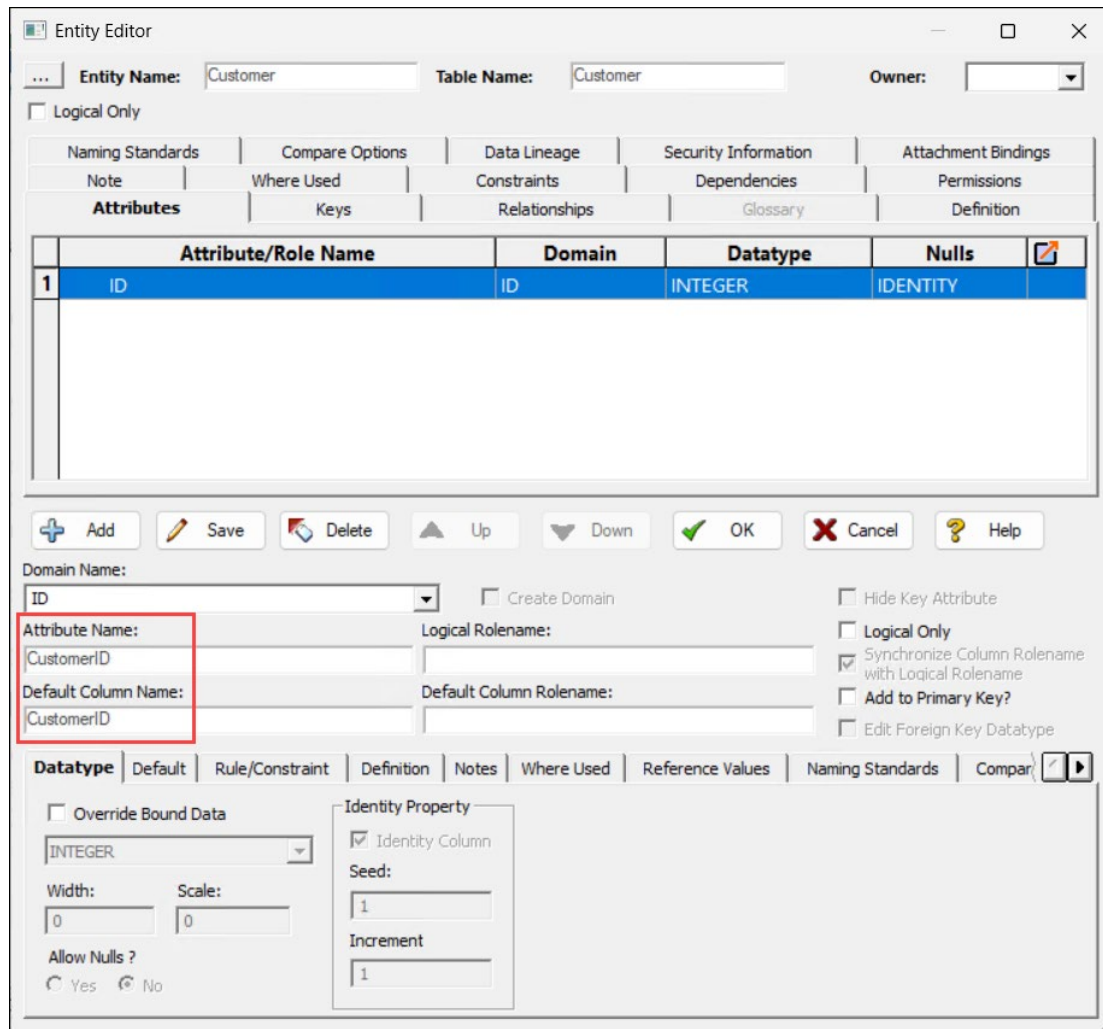 Entity Editor
... Entity Name: Customer Table Name: Customer Owner:
Logical Only
Naming Standards Compare Options Data Lineage Security Information Attachment Bindings
Note Where Used Constraints Dependencies Permissions
Attributes Keys Relationships Glossary Definition
Attribute/Role Name Domain Datatype Nulls
1 ID ID INTEGER IDENTITY
Add Save Delete Up Down OK Cancel Help
Domain Name:
ID Create Domain Hide Key Attribute
Attribute Name: Logical Rolename: Logical Only
CustomerID Synchronize Column Rolename
with Logical Rolename
Default Column Name: Default Column Rolename: Add to Primary Key?
CustomerID Edit Foreign Key Datatype
Datatype Default Rule/Constraint Definition Notes Where Used Reference Values Naming Standards Compar
Override Bound Data Identity Property
INTEGER Identity Column
Width: Scale: Seed:
0 0 1
Allow Nulls ? Increment
Yes No 1